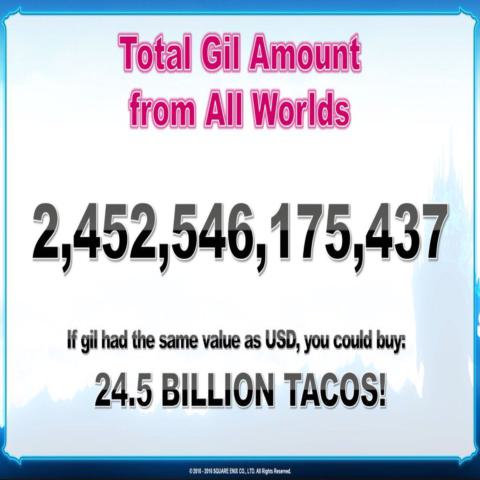 Total Gil Amount
from All Worlds
2,452,546,175,437
If gil had the same value as USD, you could buy:
24.5 BILLION TACOS!
© 2010 - 2016 SQUARE ENIX CO., LTD. All Rights Reserved.